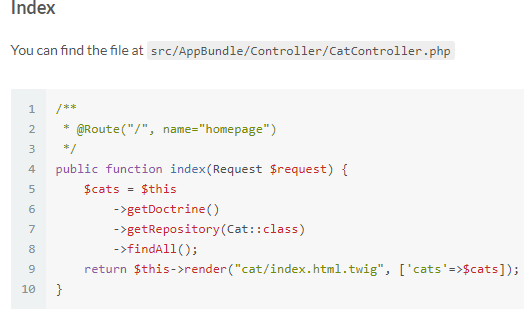 Index
You can find the file at src/AppBundle/Controller/CatController.php
1 /**
2  * @Route("/", name="homepage")
3  */
4 public function index(Request $request) {
5     $cats = $this
6         ->getDoctrine()
7         ->getRepository(Cat::class)
8         ->findAll();
9     return $this->render("cat/index.html.twig", ['cats'=>$cats]);
10 }